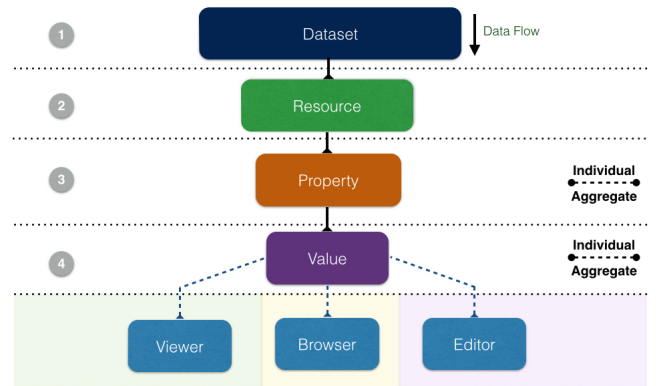 1
Dataset
Data Flow
2
Resource
3
Property
Individual
Aggregate
4
Value
Individual
Aggregate
Viewer
Browser
Editor